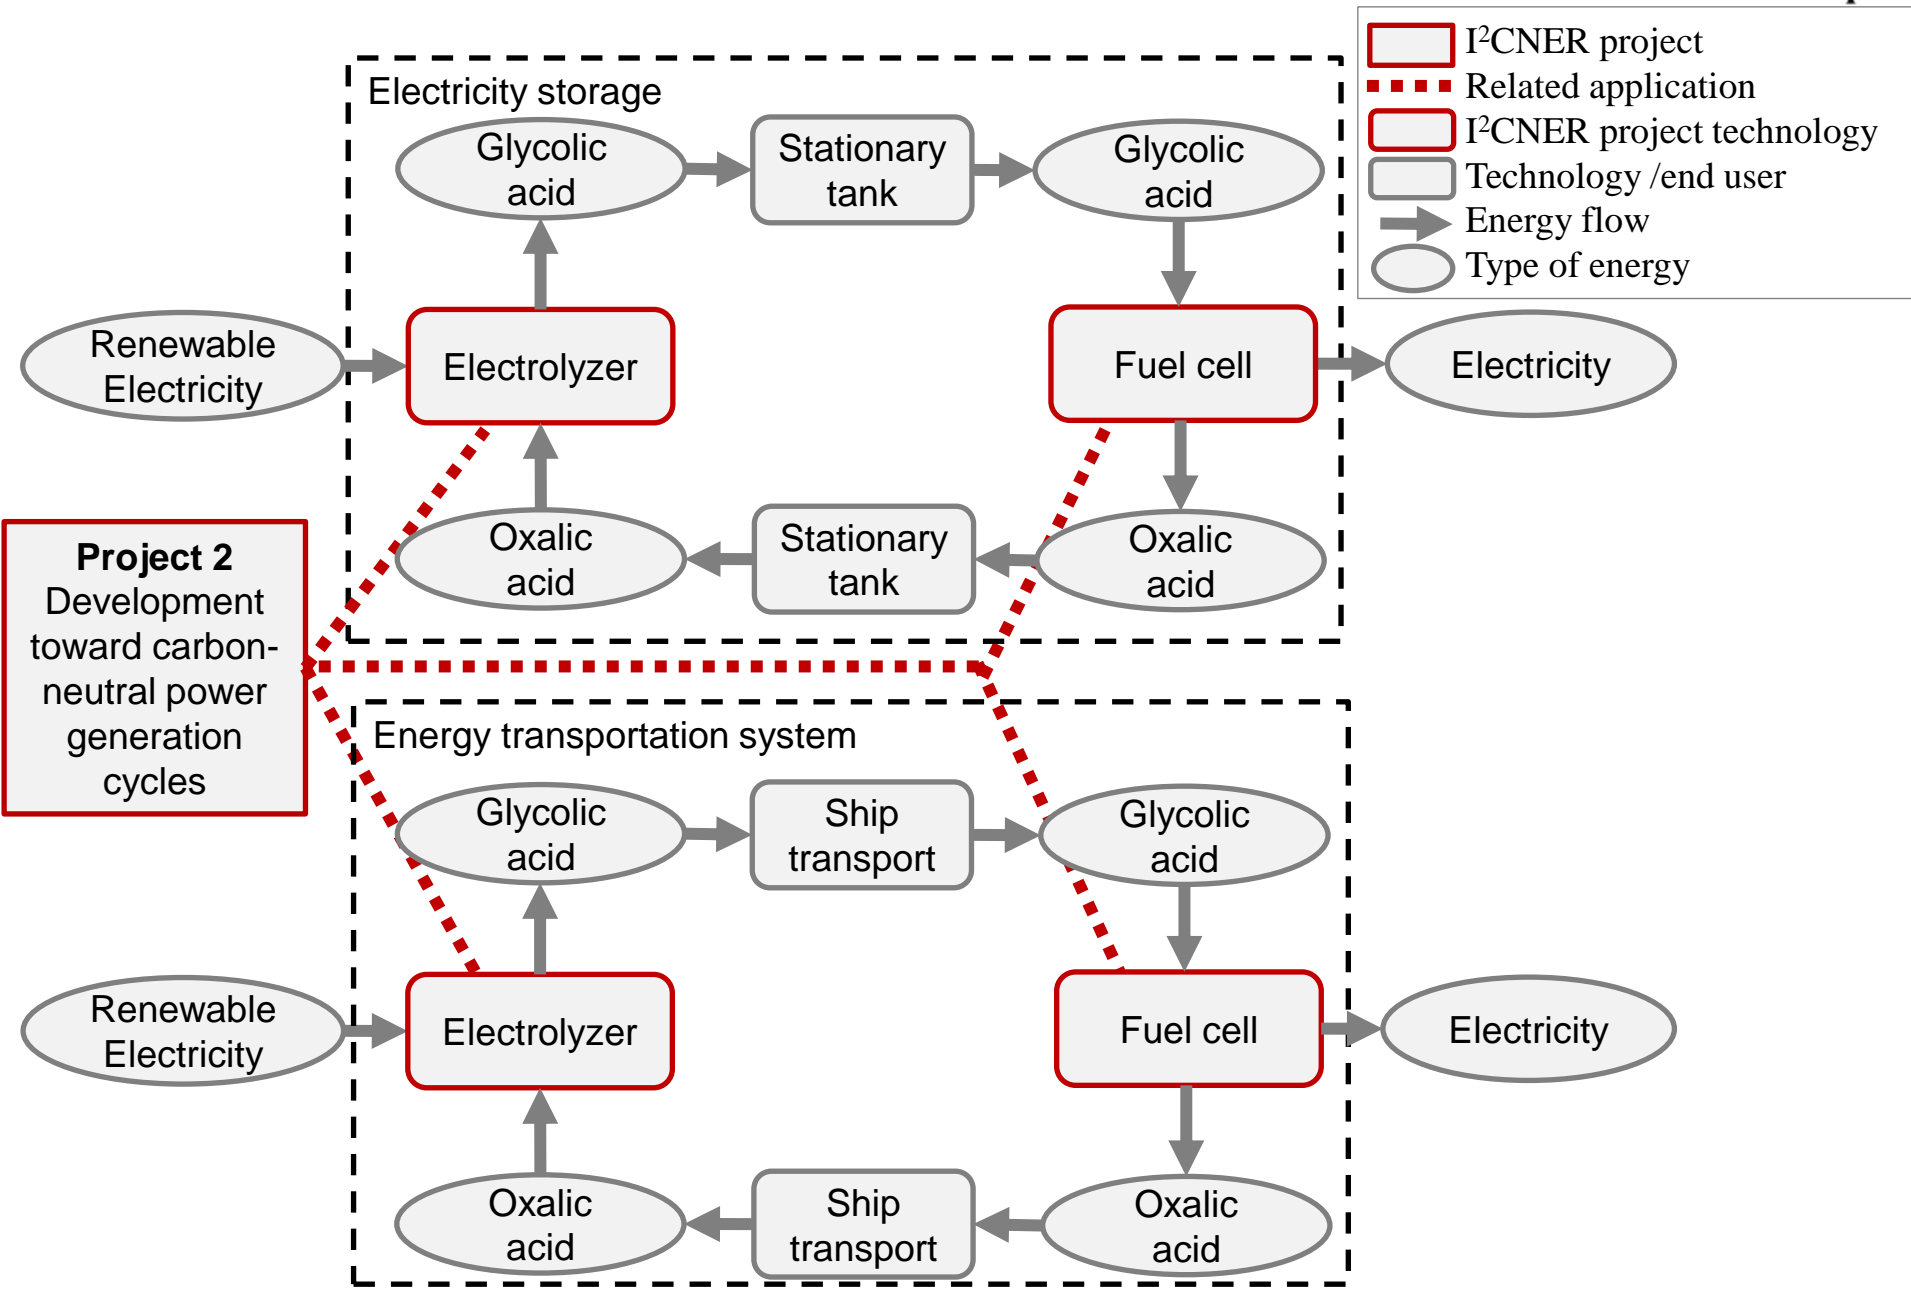 I²CNER project
Related application
I²CNER project technology
Technology /end user
Energy flow
Type of energy
Electricity storage
Glycolic
acid
Stationary
tank
Glycolic
acid
Renewable
Electricity
Electrolyzer
Fuel cell
Electricity
Oxalic
acid
Stationary
tank
Oxalic
acid
Project 2
Development
toward carbon-
neutral power
generation
cycles
Energy transportation system
Glycolic
acid
Ship
transport
Glycolic
acid
Renewable
Electricity
Electrolyzer
Fuel cell
Electricity
Oxalic
acid
Ship
transport
Oxalic
acid